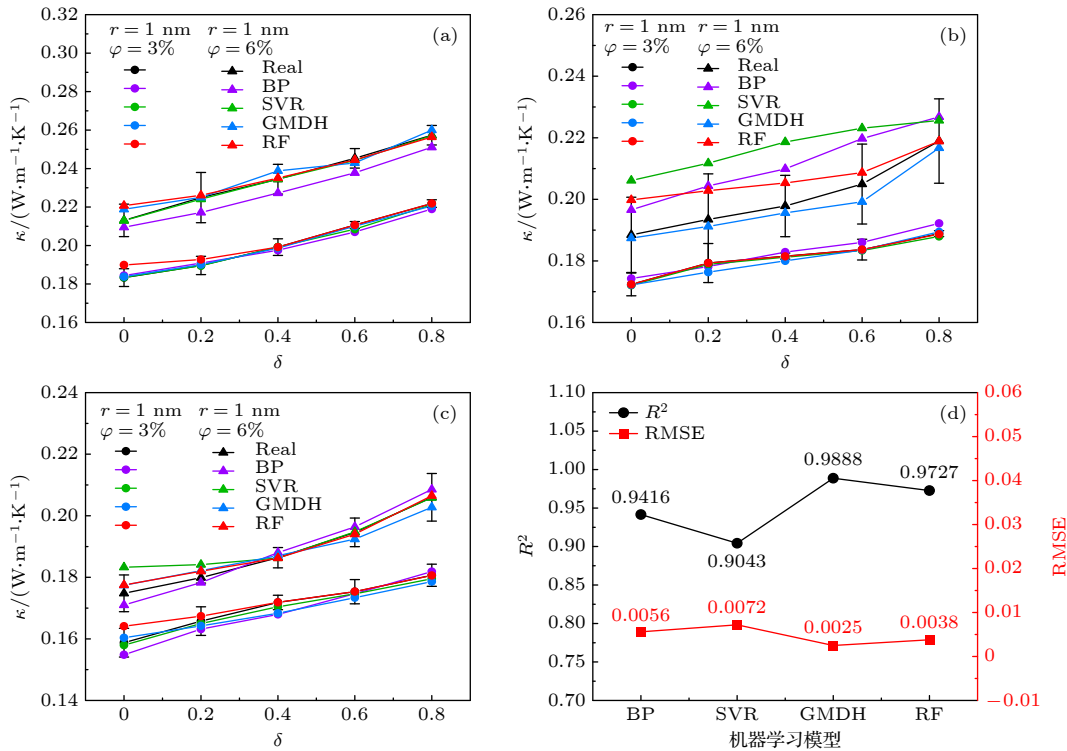 0.32
0.30
0.28
0.26
0.24
0.22
0.20
0.18
0.16
κ/(W·m⁻¹·K⁻¹)
r = 1 nm r = 1 nm
φ = 3% φ = 6%
Real
BP
SVR
GMDH
RF
(a)
0 0.2 0.4 0.6 0.8
δ
0.26
0.24
0.22
0.20
0.18
0.16
κ/(W·m⁻¹·K⁻¹)
r = 1 nm r = 1 nm
φ = 3% φ = 6%
Real
BP
SVR
GMDH
RF
(b)
0 0.2 0.4 0.6 0.8
δ
0.24
0.22
0.20
0.18
0.16
0.14
κ/(W·m⁻¹·K⁻¹)
r = 1 nm r = 1 nm
φ = 3% φ = 6%
Real
BP
SVR
GMDH
RF
(c)
0 0.2 0.4 0.6 0.8
δ
1.10
1.05
1.00
0.95
0.90
0.85
0.80
0.75
0.70
R²
R²
RMSE
(d)
0.9416
0.9043
0.9888
0.9727
0.0056
0.0072
0.0025
0.0038
0.06
0.05
0.04
0.03
0.02
0.01
0
−0.01
RMSE
BP SVR GMDH RF
机器学习模型